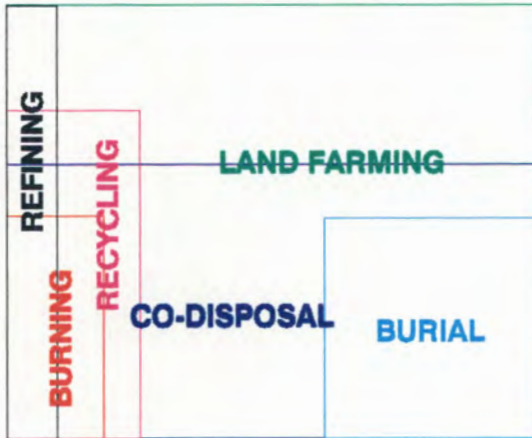 REFINING
RECYCLING
LAND FARMING
BURNING
CO-DISPOSAL
BURIAL